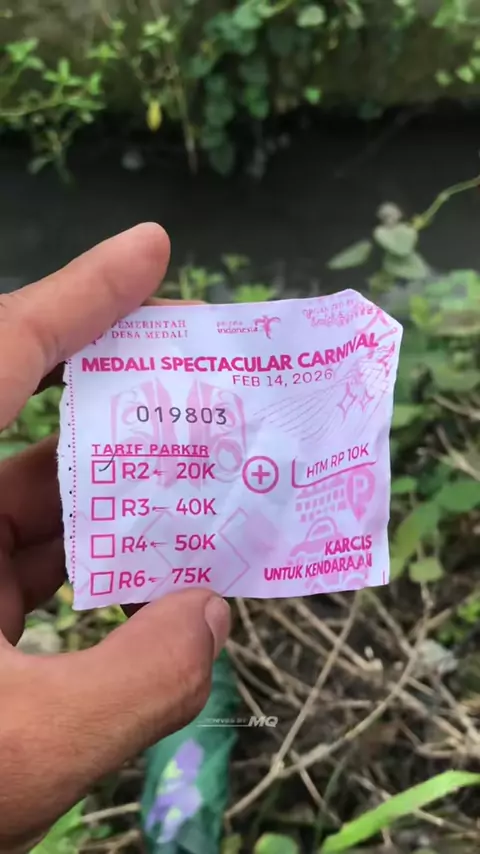 PEMERINTAH
DESA MEDALI
indonesia
MEDALI SPECTACULAR CARNIVAL
FEB 14, 2026
019803
TARIF PARKIR
R2 20K
R3 40K
R4 50K
R6 75K
HTM RP 10K
KARCIS
UNTUK KENDARAAN
POWERED BY MQ